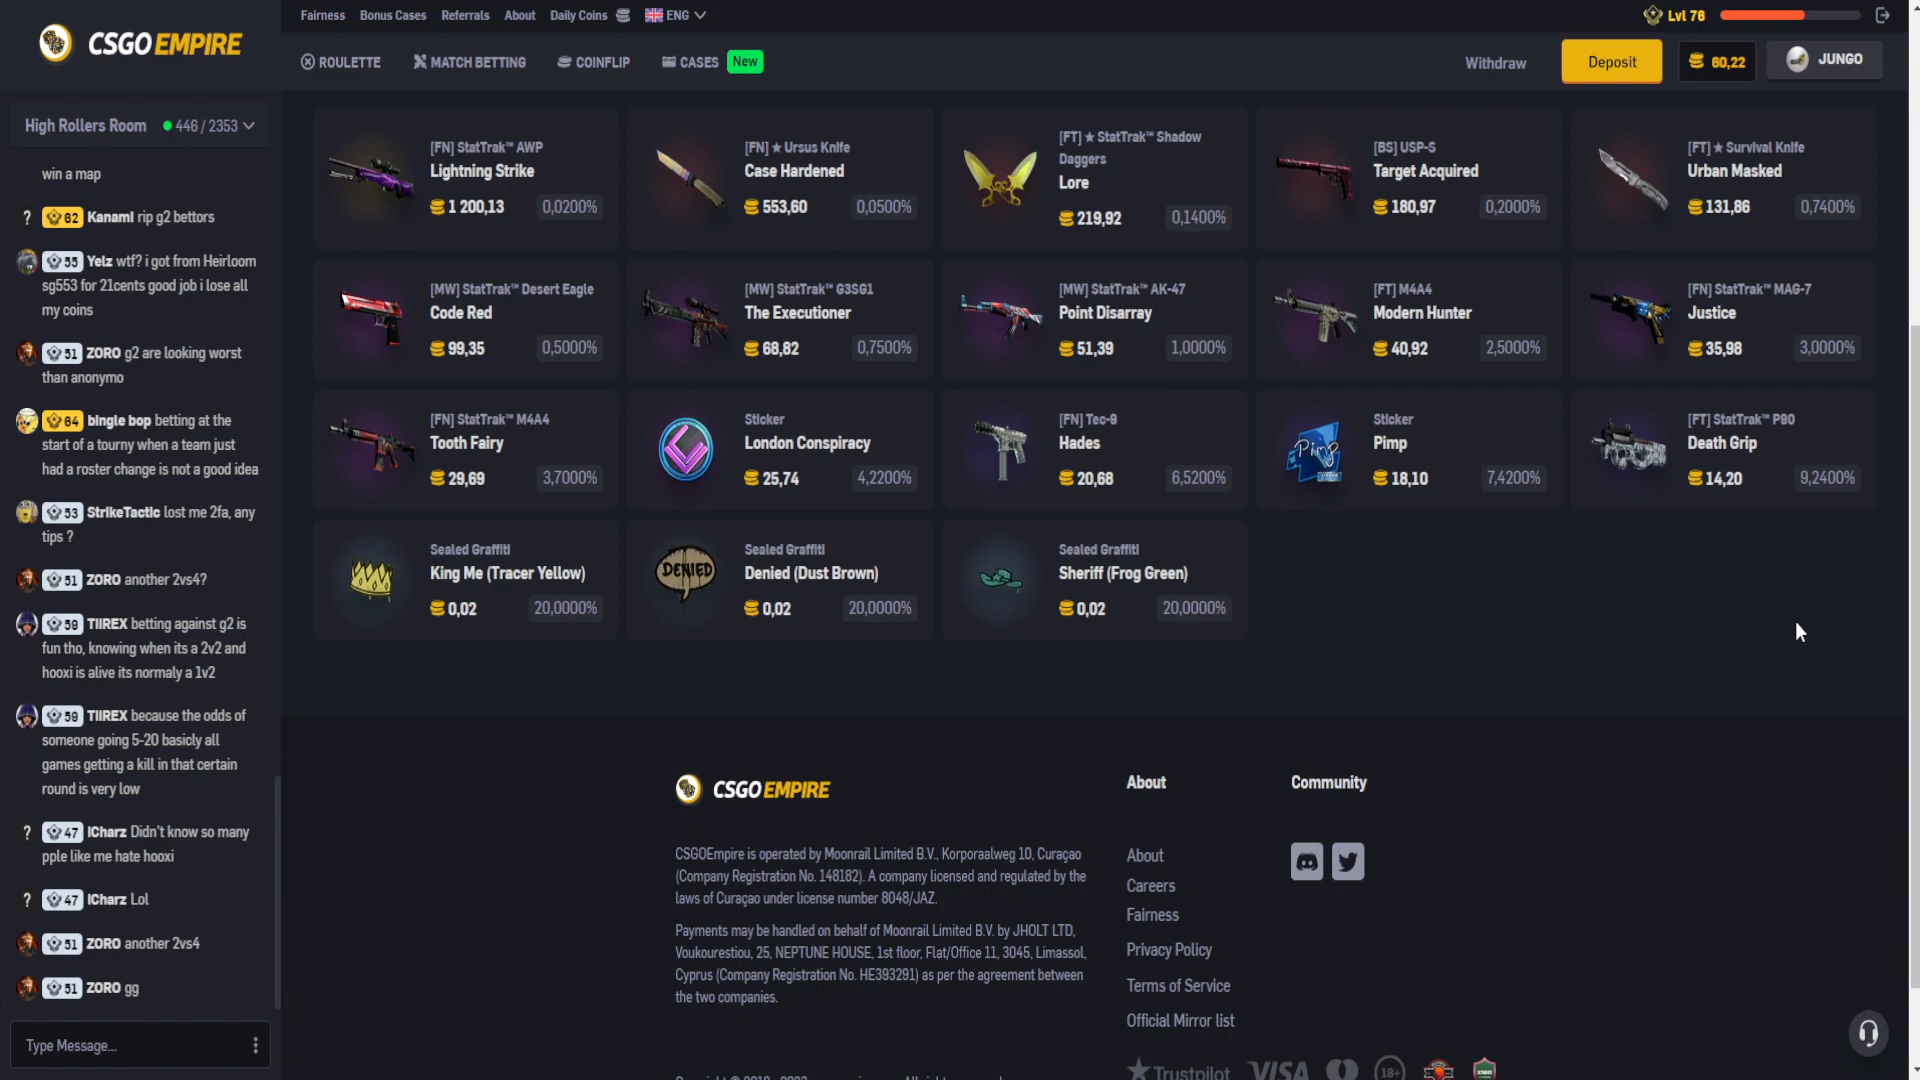 CSGOEMPIRE
Fairness Bonus Cases Referrals About Daily Coins ENG
Lvl 76
ROULETTE MATCH BETTING COINFLIP CASES New
Withdraw Deposit 60,22 JUNGO
High Rollers Room 446 / 2353
win a map
? 62 Kanami rip g2 bettors
55 Yelz wtf? i got from Heirloom
sg553 for 21cents good job i lose all
my coins
51 ZORO g2 are looking worst
than anonymo
64 bingle bop betting at the
start of a tourny when a team just
had a roster change is not a good idea
53 StrikeTactic lost me 2fa, any
tips ?
51 ZORO another 2vs4?
59 TIIREX betting against g2 is
fun tho, knowing when its a 2v2 and
hooxi is alive its normaly a 1v2
59 TIIREX because the odds of
someone going 5-20 basicly all
games getting a kill in that certain
round is very low
? 47 ICharz Didn't know so many
pple like me hate hooxi
? 47 ICharz Lol
51 ZORO another 2vs4
51 ZORO gg
Type Message...
[FN] StatTrak™ AWP
Lightning Strike
1 200,13 0,0200%
[FN] ★ Ursus Knife
Case Hardened
553,60 0,0500%
[FT] ★ StatTrak™ Shadow
Daggers
Lore
219,92 0,1400%
[BS] USP-S
Target Acquired
180,97 0,2000%
[FT] ★ Survival Knife
Urban Masked
131,86 0,7400%
[MW] StatTrak™ Desert Eagle
Code Red
99,35 0,5000%
[MW] StatTrak™ G3SG1
The Executioner
68,82 0,7500%
[MW] StatTrak™ AK-47
Point Disarray
51,39 1,0000%
[FT] M4A4
Modern Hunter
40,92 2,5000%
[FN] StatTrak™ MAG-7
Justice
35,98 3,0000%
[FN] StatTrak™ M4A4
Tooth Fairy
29,69 3,7000%
Sticker
London Conspiracy
25,74 4,2200%
[FN] Tec-9
Hades
20,68 6,5200%
Pimp
Sticker
Pimp
18,10 7,4200%
[FT] StatTrak™ P90
Death Grip
14,20 9,2400%
Sealed Graffiti
King Me (Tracer Yellow)
0,02 20,0000%
DENIED
Sealed Graffiti
Denied (Dust Brown)
0,02 20,0000%
Sealed Graffiti
Sheriff (Frog Green)
0,02 20,0000%
CSGOEMPIRE
CSGOEmpire is operated by Moonrail Limited B.V., Korporaalweg 10, Curaçao
(Company Registration No. 148182). A company licensed and regulated by the
laws of Curaçao under license number 8048/JAZ.
Payments may be handled on behalf of Moonrail Limited B.V. by JHOLT LTD,
Voukourestiou, 25, NEPTUNE HOUSE, 1st floor, Flat/Office 11, 3045, Limassol,
Cyprus (Company Registration No. HE393291) as per the agreement between
the two companies.
About
About
Careers
Fairness
Privacy Policy
Terms of Service
Official Mirror list
Community
Trustpilot VISA 18+